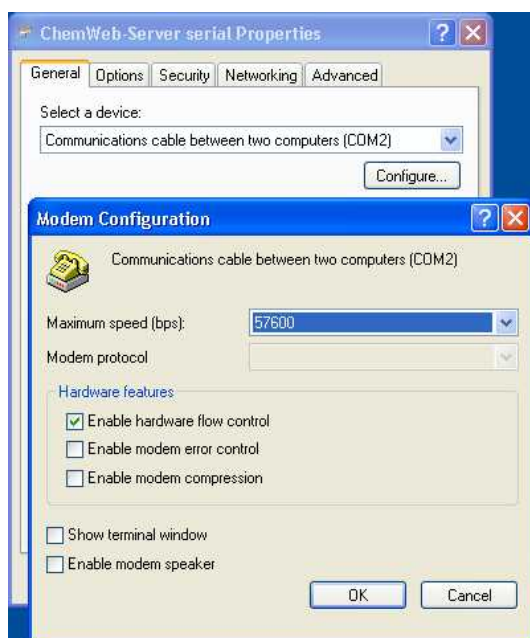 ChemWeb-Server serial Properties
General Options Security Networking Advanced
Select a device:
Communications cable between two computers (COM2)
Configure...
Modem Configuration
Communications cable between two computers (COM2)
Maximum speed (bps): 57600
Modem protocol
Hardware features
Enable hardware flow control
Enable modem error control
Enable modem compression
Show terminal window
Enable modem speaker
OK Cancel